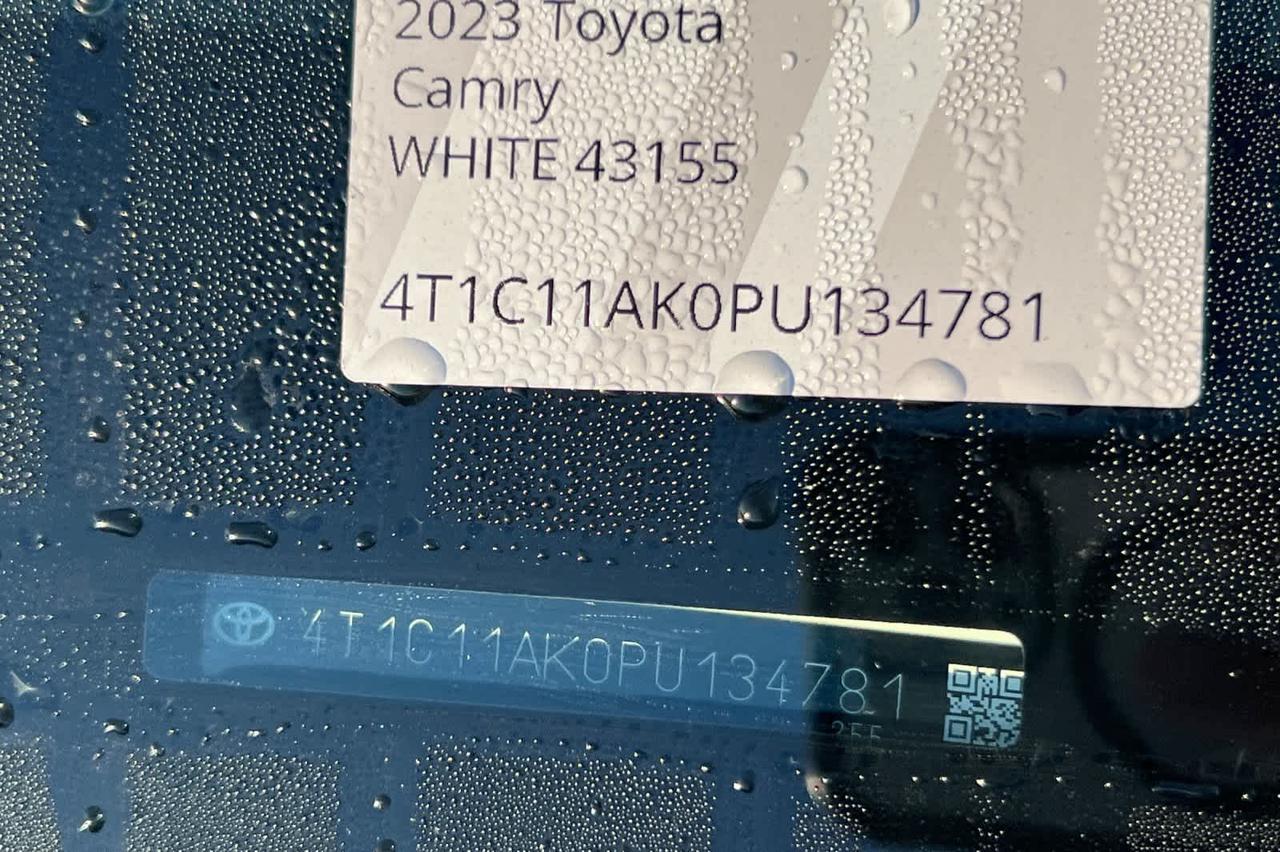 2023 Toyota
Camry
WHITE 43155
4T1C11AK0PU134781
4T1C11AK0PU134781